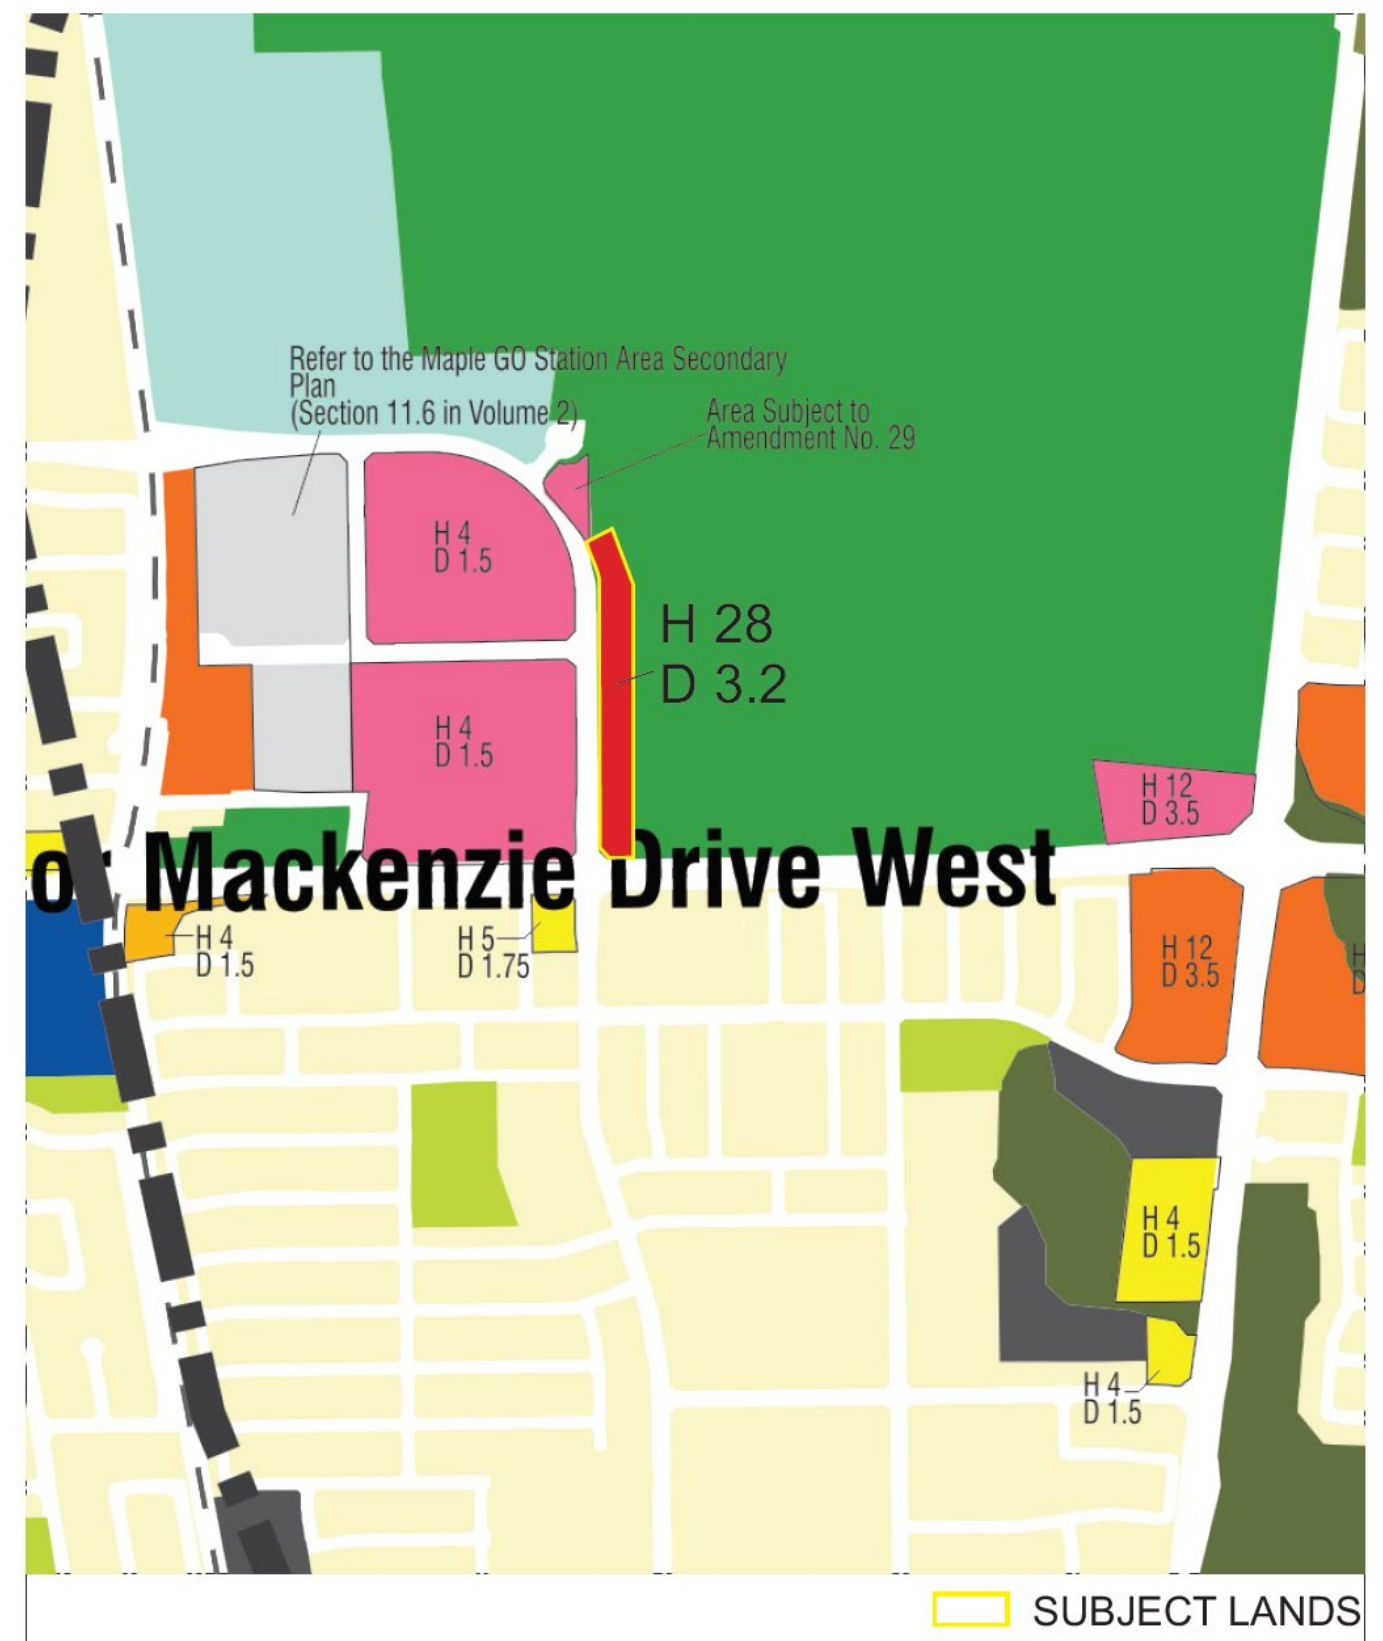 Refer to the Maple GO Station Area Secondary
Plan
(Section 11.6 in Volume 2)
Area Subject to
Amendment No. 29
H 4
D 1.5
H 28
D 3.2
H 4
D 1.5
H 12
D 3.5
or Mackenzie Drive West
H 4
D 1.5
H 5
D 1.75
H 12
D 3.5
H
D
H 4
D 1.5
H 4
D 1.5
SUBJECT LANDS